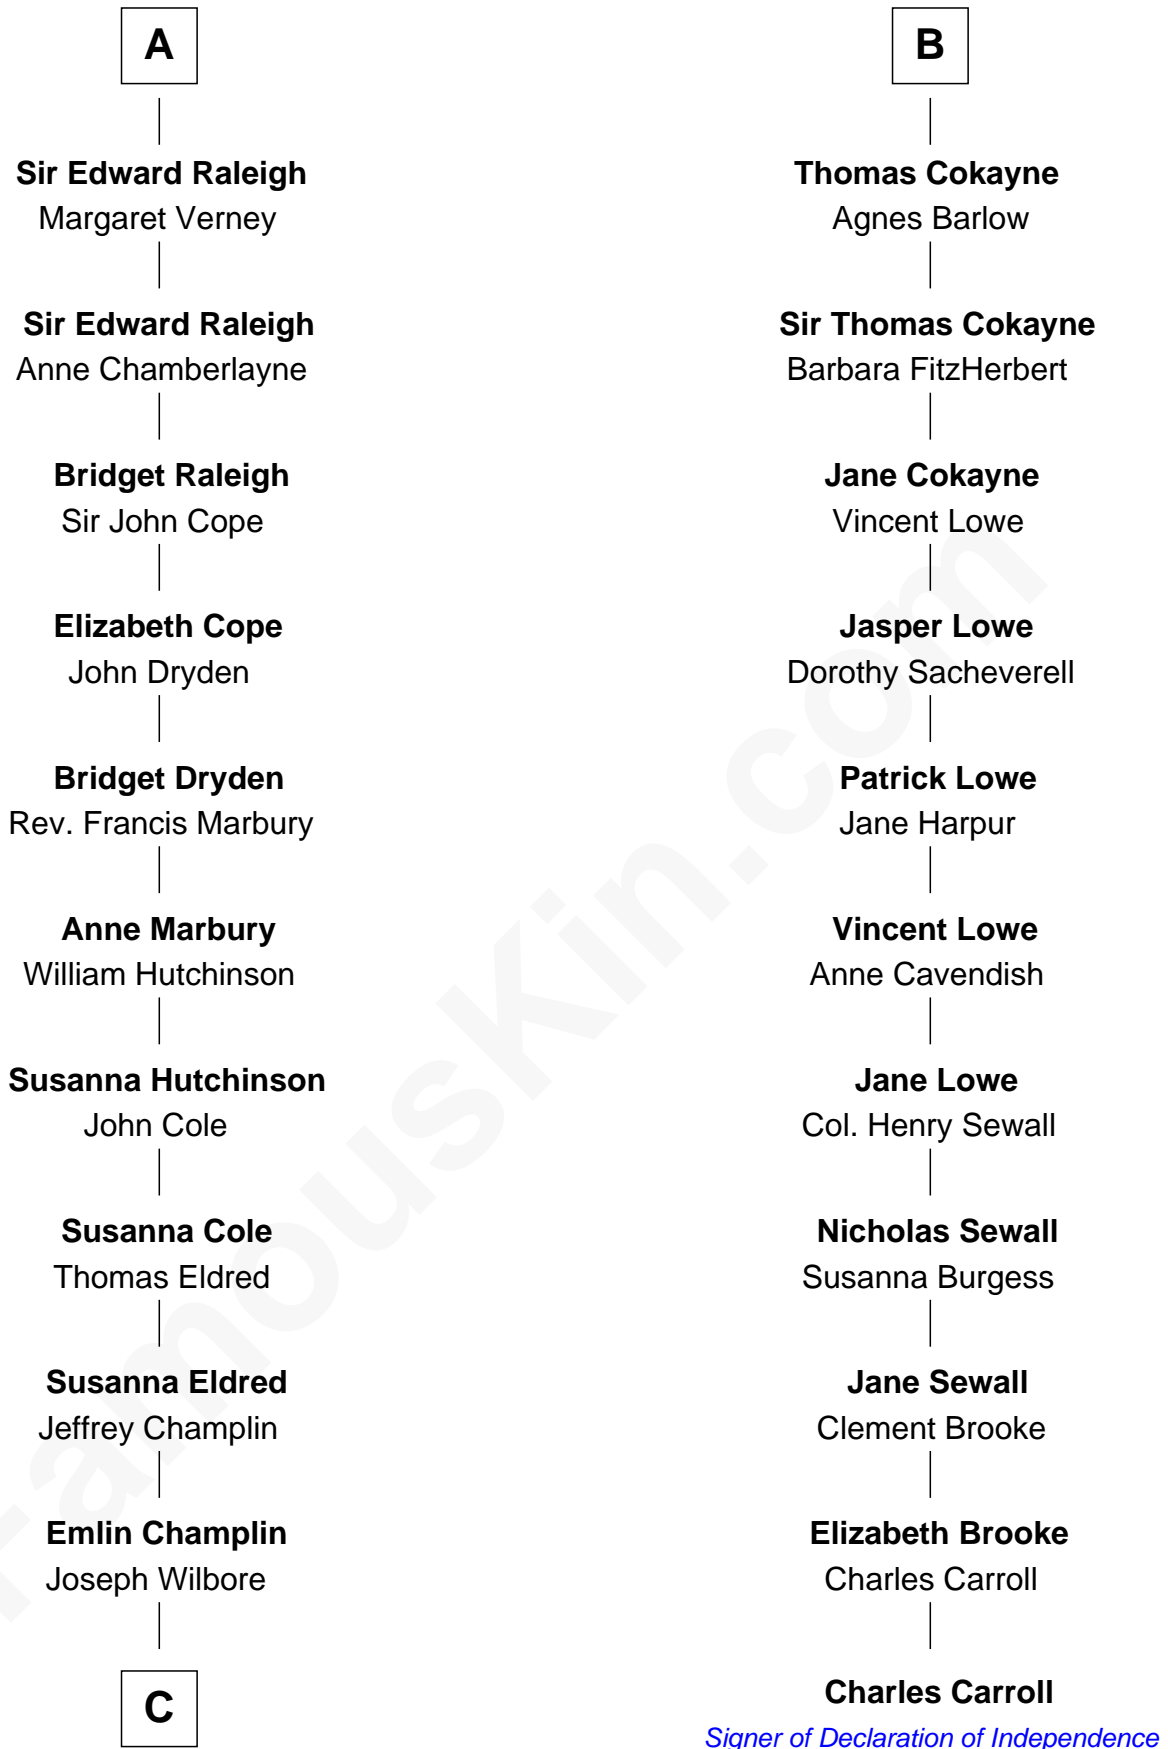 A
Sir Edward Raleigh
Margaret Verney
Sir Edward Raleigh
Anne Chamberlayne
Bridget Raleigh
Sir John Cope
Elizabeth Cope
John Dryden
Bridget Dryden
Rev. Francis Marbury
Anne Marbury
William Hutchinson
Susanna Hutchinson
John Cole
Susanna Cole
Thomas Eldred
Susanna Eldred
Jeffrey Champlin
Emlin Champlin
Joseph Wilbore
C
B
Thomas Cokayne
Agnes Barlow
Sir Thomas Cokayne
Barbara FitzHerbert
Jane Cokayne
Vincent Lowe
Jasper Lowe
Dorothy Sacheverell
Patrick Lowe
Jane Harpur
Vincent Lowe
Anne Cavendish
Jane Lowe
Col. Henry Sewall
Nicholas Sewall
Susanna Burgess
Jane Sewall
Clement Brooke
Elizabeth Brooke
Charles Carroll
Charles Carroll
Signer of Declaration of Independence
FamousKin.com